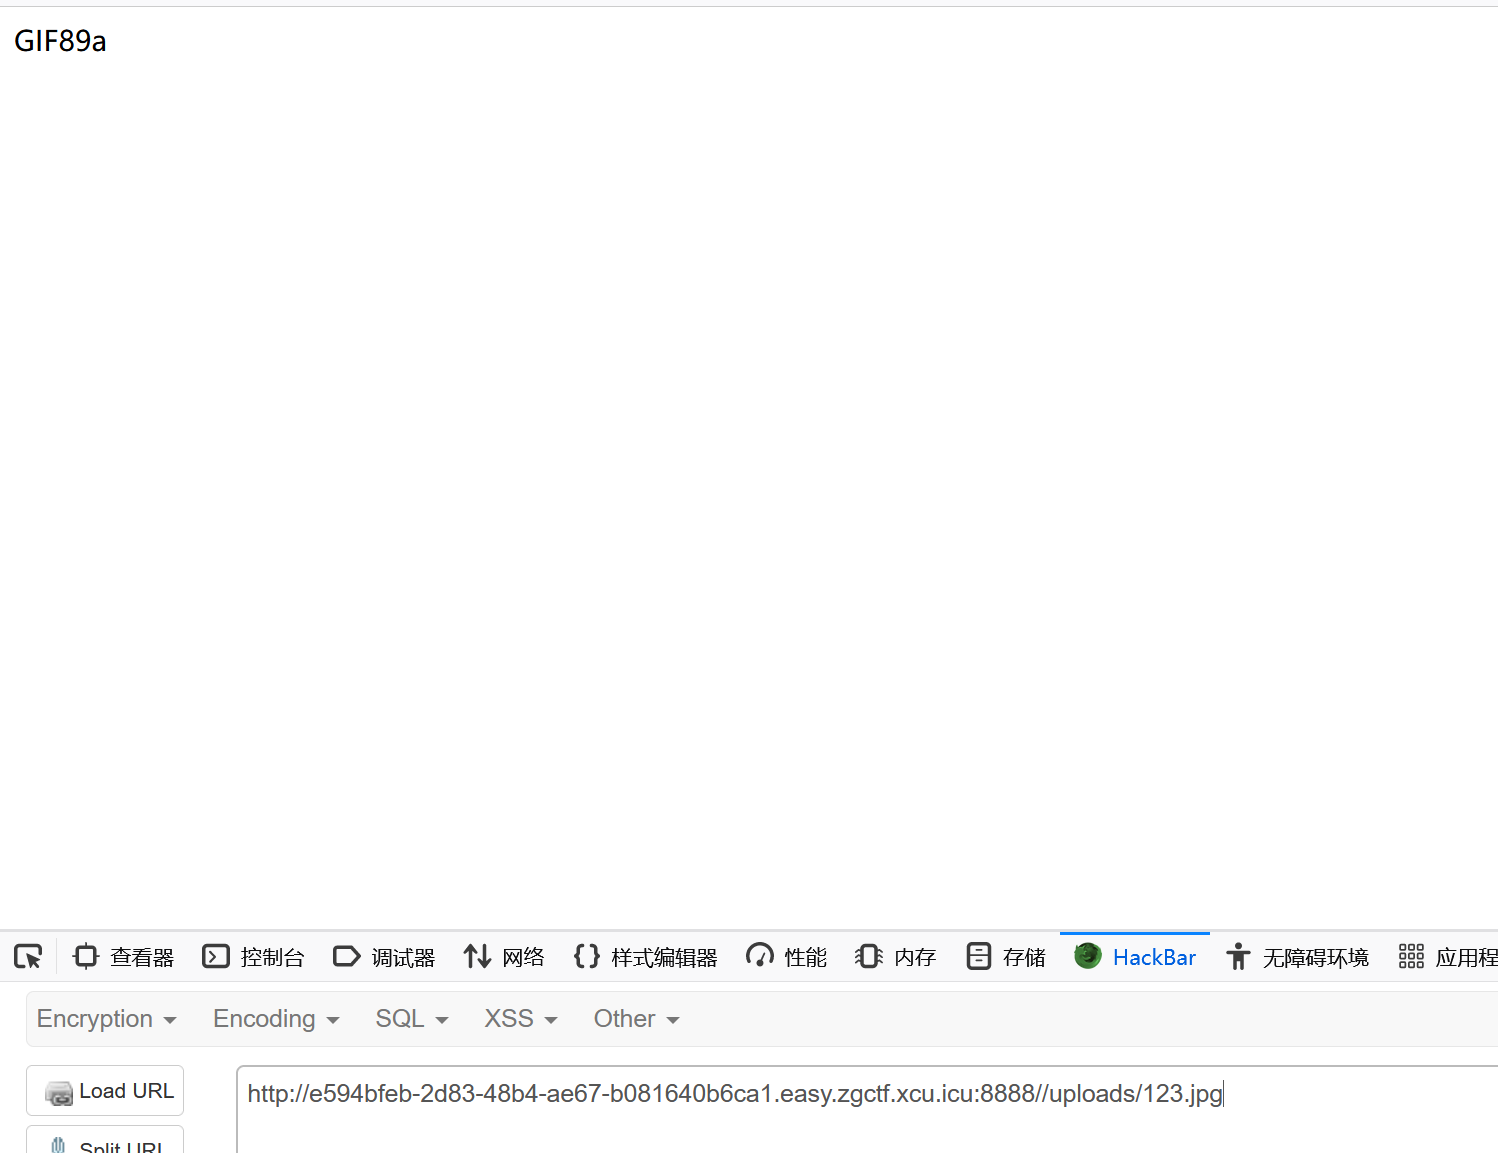 GIF89a
查看器 控制台 调试器 网络 样式编辑器 性能 内存 存储 HackBar 无障碍环境 应用程
Encryption Encoding SQL XSS Other
Load URL http://e594bfeb-2d83-48b4-ae67-b081640b6ca1.easy.zgctf.xcu.icu:8888//uploads/123.jpg
Split URL